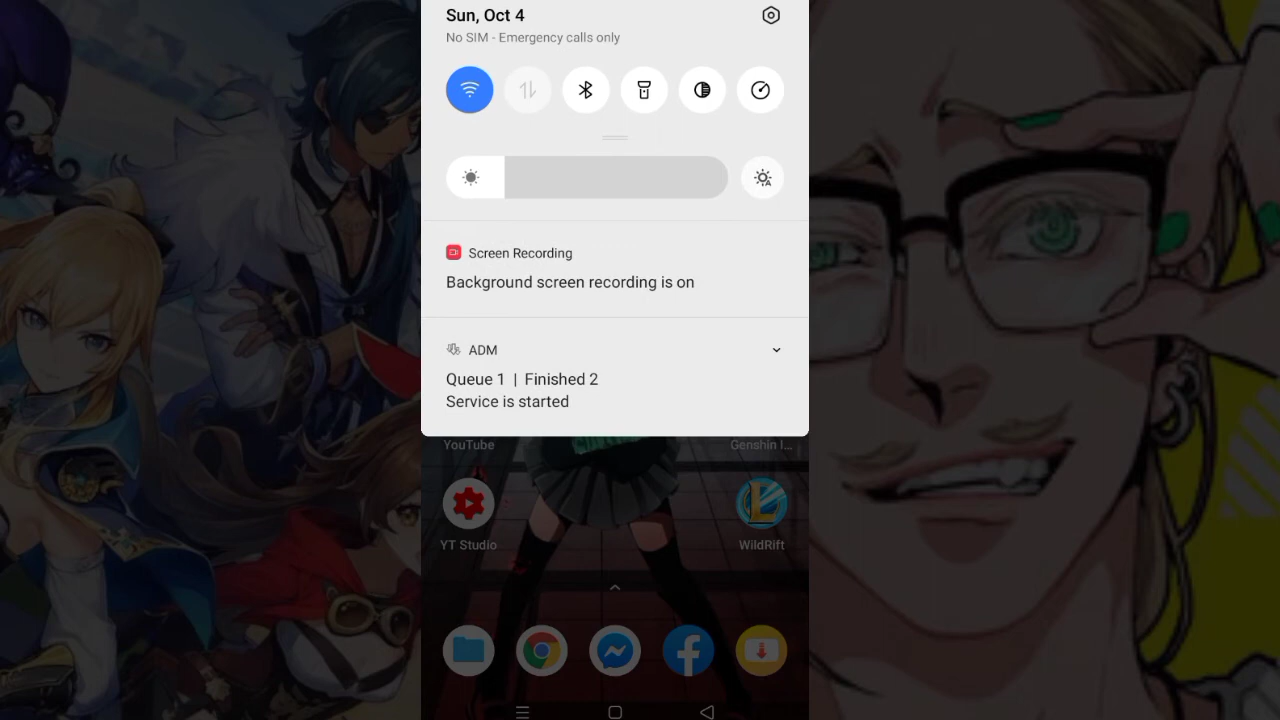 Sun, Oct 4
No SIM - Emergency calls only
Screen Recording
Background screen recording is on
ADM
Queue 1 | Finished 2
Service is started
YouTube
Genshin I...
YT Studio
WildRift